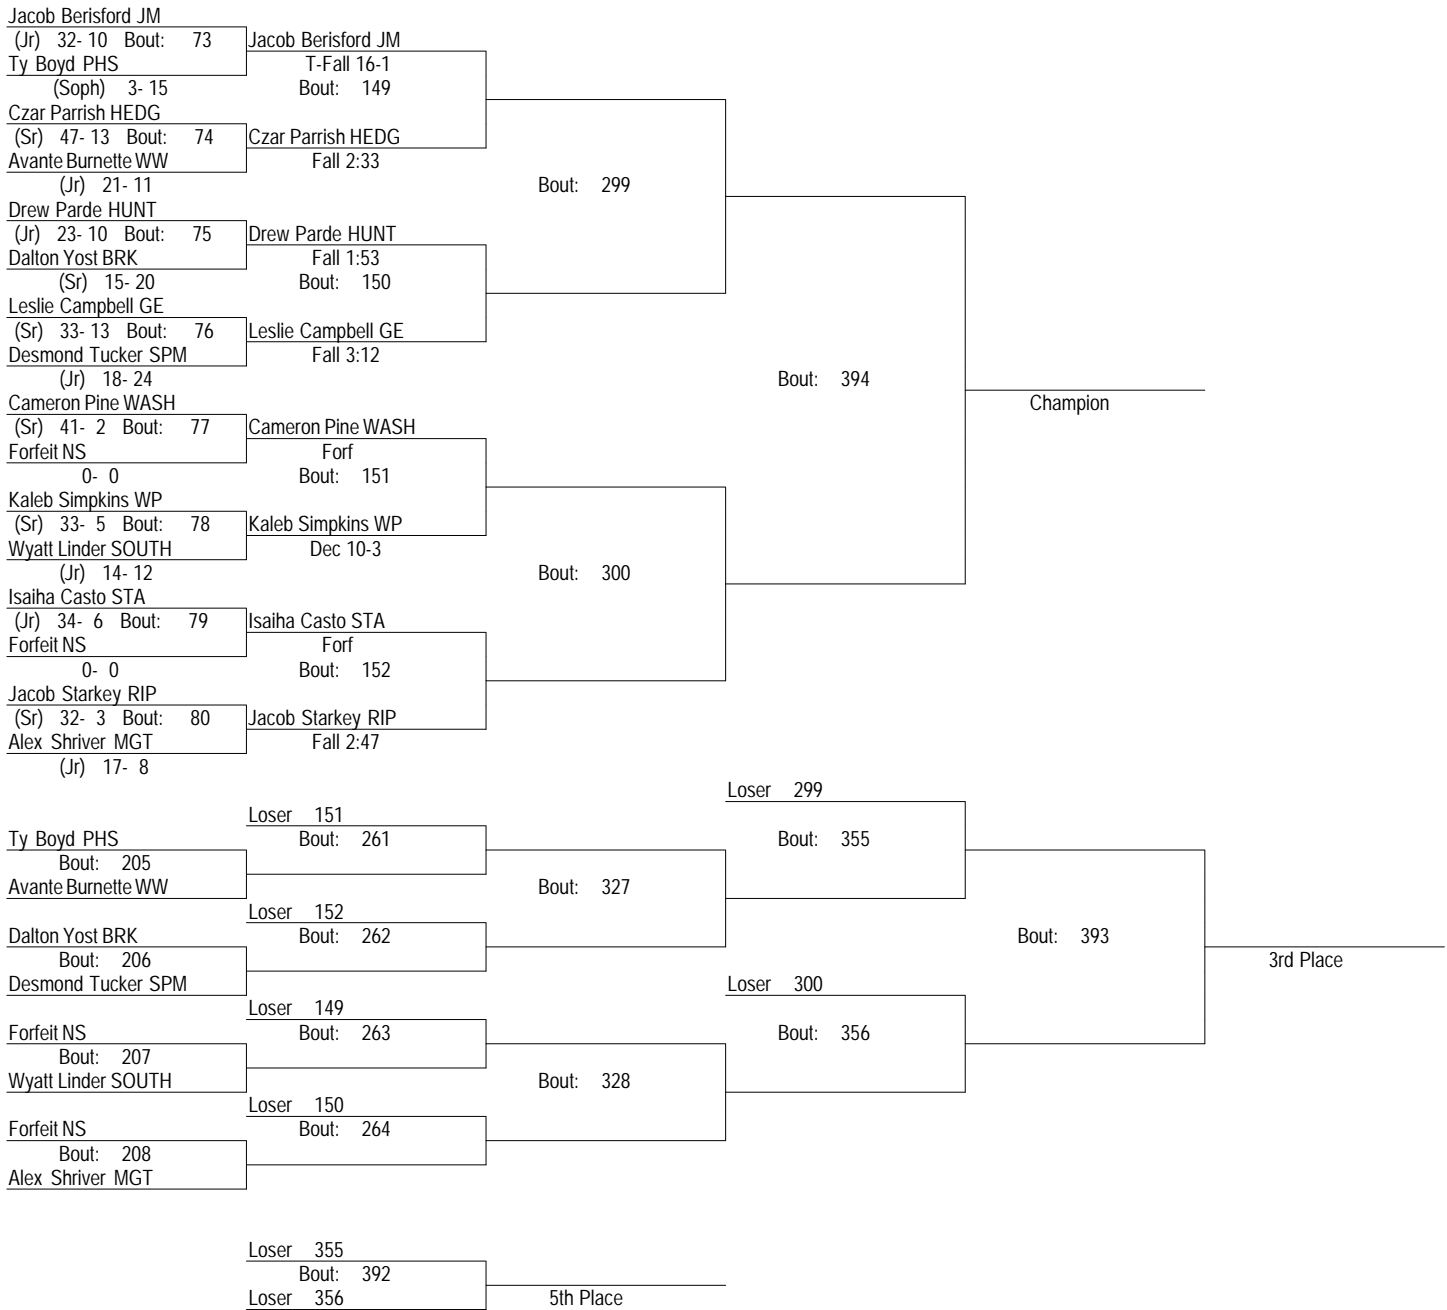 Jacob Berisford JM
(Jr) 32- 10 Bout: 73 Jacob Berisford JM
Ty Boyd PHS T-Fall 16-1
(Soph) 3- 15 Bout: 149
Czar Parrish HEDG
(Sr) 47- 13 Bout: 74 Czar Parrish HEDG
Avante Burnette WW Fall 2:33
(Jr) 21- 11 Bout: 299
Drew Parde HUNT
(Jr) 23- 10 Bout: 75 Drew Parde HUNT
Dalton Yost BRK Fall 1:53
(Sr) 15- 20 Bout: 150
Leslie Campbell GE
(Sr) 33- 13 Bout: 76 Leslie Campbell GE
Desmond Tucker SPM Fall 3:12
(Jr) 18- 24 Bout: 394
Cameron Pine WASH Champion
(Sr) 41- 2 Bout: 77 Cameron Pine WASH
Forfeit NS Forf
0- 0 Bout: 151
Kaleb Simpkins WP
(Sr) 33- 5 Bout: 78 Kaleb Simpkins WP
Wyatt Linder SOUTH Dec 10-3
(Jr) 14- 12 Bout: 300
Isaiha Casto STA
(Jr) 34- 6 Bout: 79 Isaiha Casto STA
Forfeit NS Forf
0- 0 Bout: 152
Jacob Starkey RIP
(Sr) 32- 3 Bout: 80 Jacob Starkey RIP
Alex Shriver MGT Fall 2:47
(Jr) 17- 8
Loser 299
Loser 151
Ty Boyd PHS Bout: 261 Bout: 355
Bout: 205
Avante Burnette WW Bout: 327
Loser 152
Dalton Yost BRK Bout: 262 Bout: 393
Bout: 206 3rd Place
Desmond Tucker SPM Loser 300
Loser 149
Forfeit NS Bout: 263 Bout: 356
Bout: 207
Wyatt Linder SOUTH Bout: 328
Loser 150
Forfeit NS Bout: 264
Bout: 208
Alex Shriver MGT
Loser 355
Bout: 392
Loser 356 5th Place